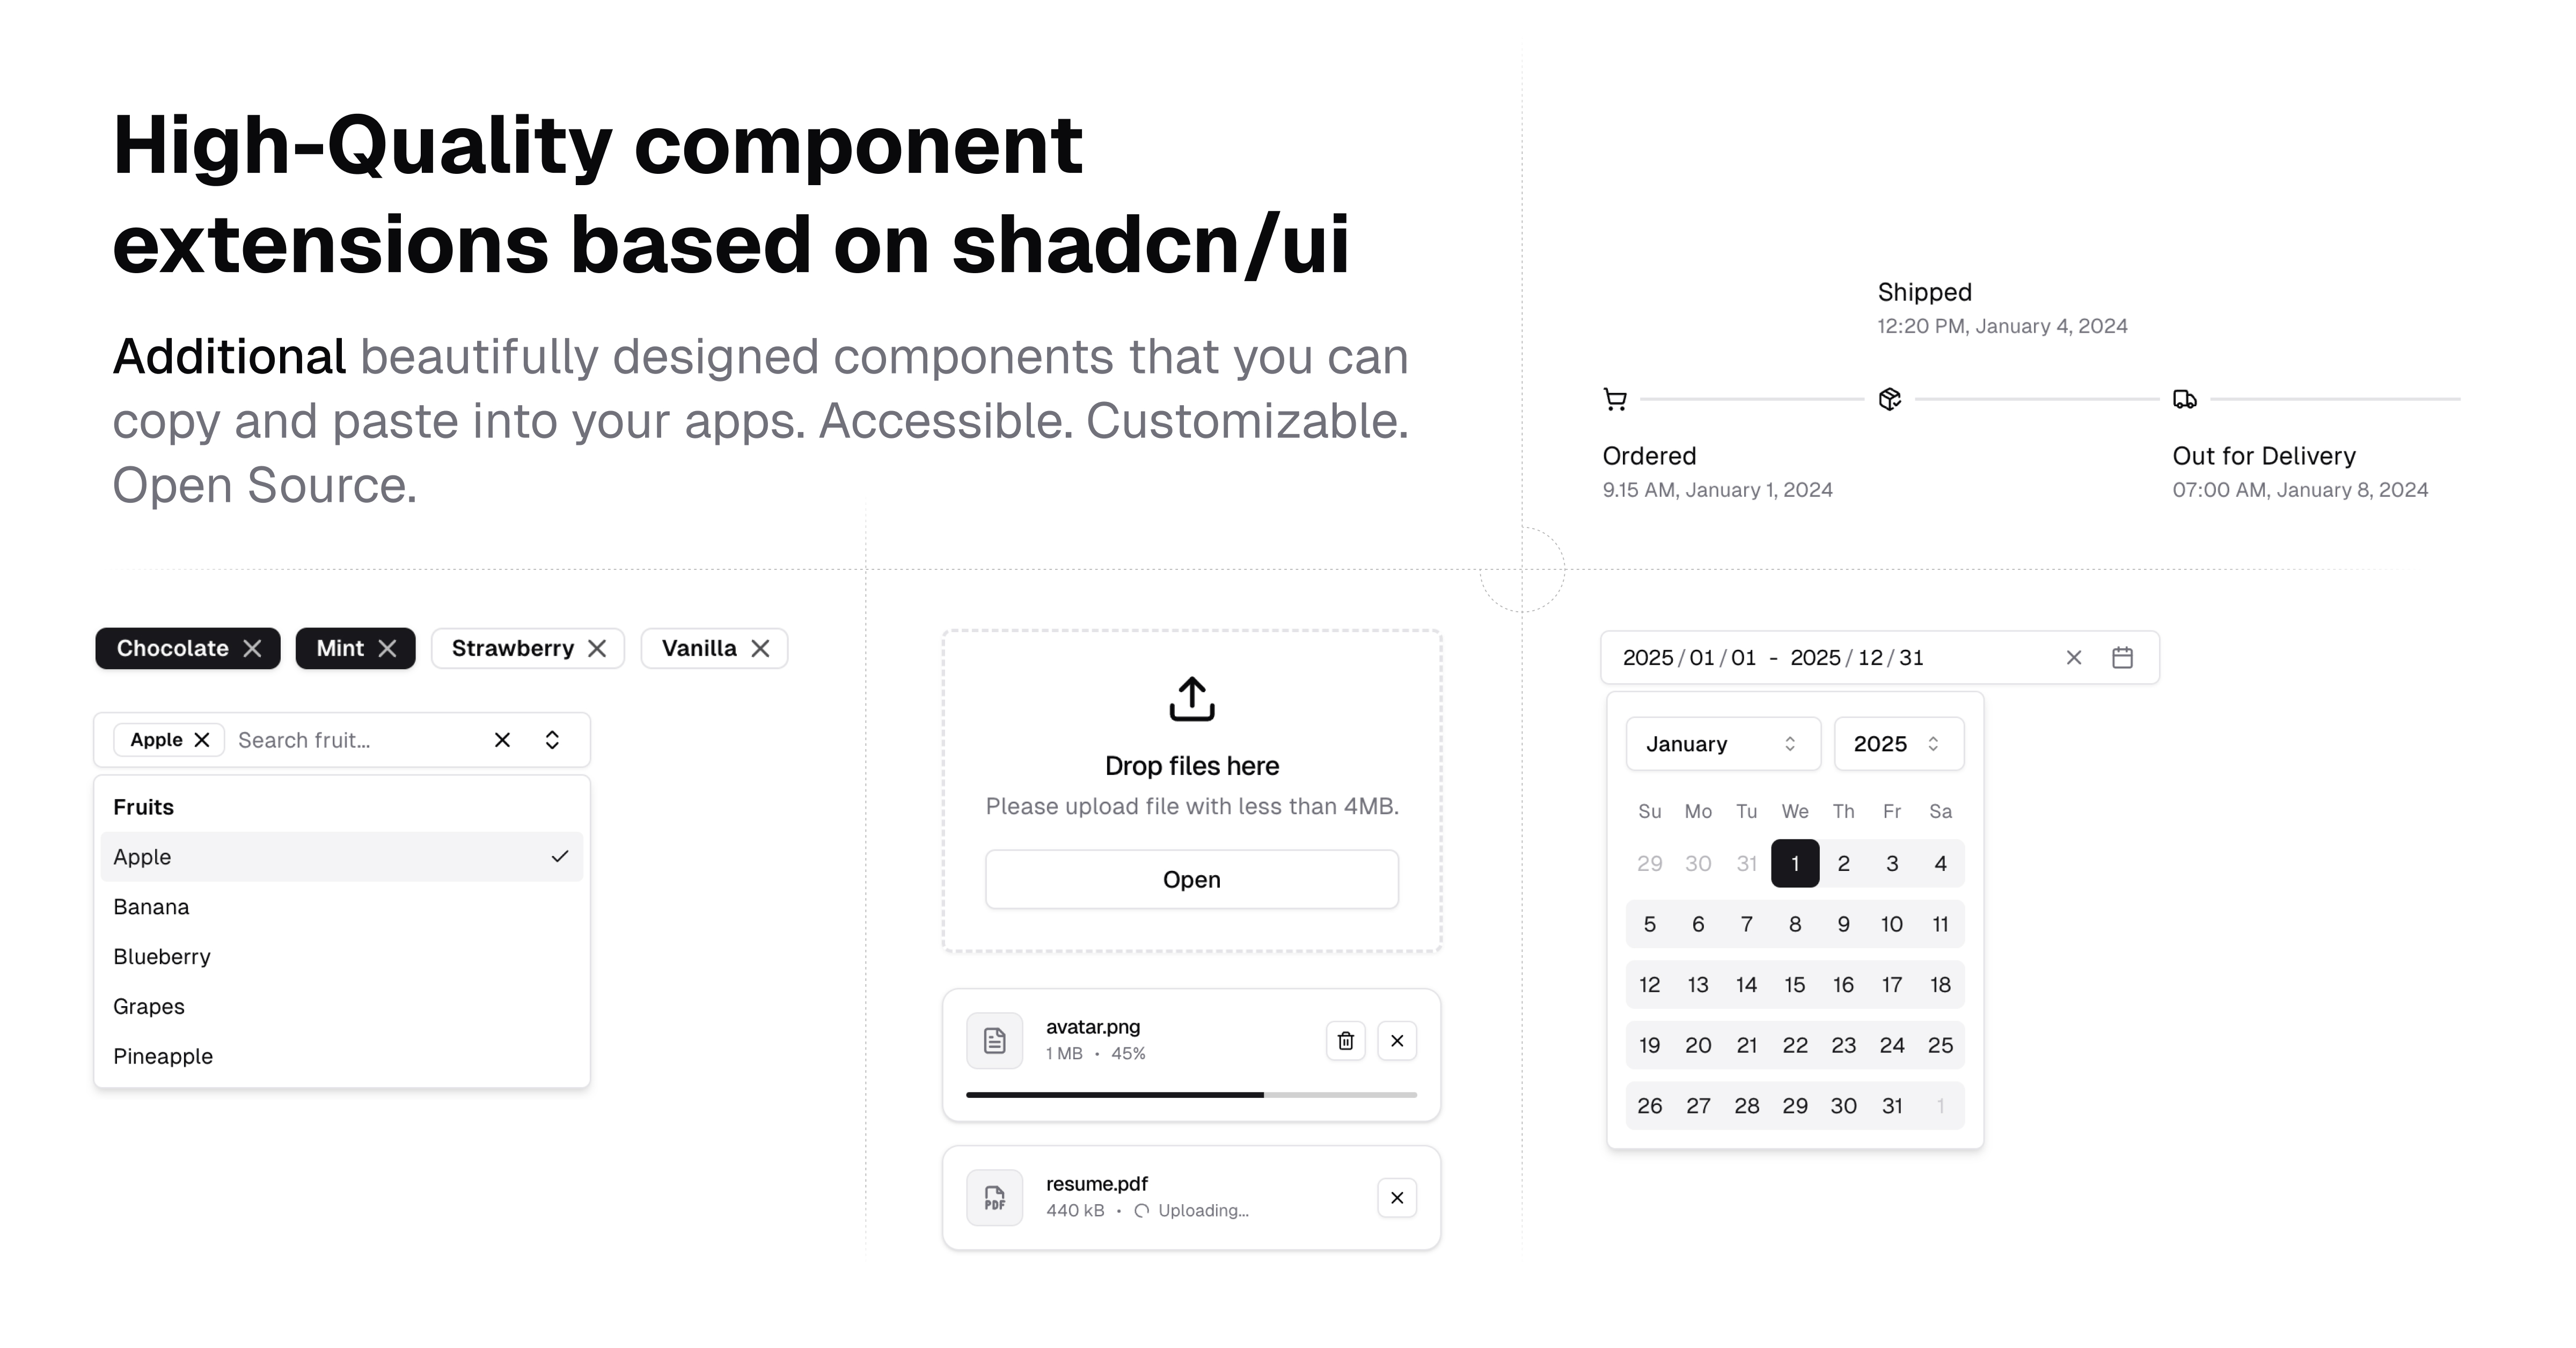 High-Quality component
extensions based on shadcn/ui
Additional beautifully designed components that you can
copy and paste into your apps. Accessible. Customizable.
Open Source.
Shipped
12:20 PM, January 4, 2024
Ordered
9.15 AM, January 1, 2024
Out for Delivery
07:00 AM, January 8, 2024
Chocolate Mint Strawberry Vanilla
Apple Search fruit...
Fruits
Apple
Banana
Blueberry
Grapes
Pineapple
Drop files here
Please upload file with less than 4MB.
Open
avatar.png
1 MB • 45%
PDF
resume.pdf
440 kB • Uploading...
2025/01/01 - 2025/12/31
January 2025
Su Mo Tu We Th Fr Sa
29 30 31 1 2 3 4
5 6 7 8 9 10 11
12 13 14 15 16 17 18
19 20 21 22 23 24 25
26 27 28 29 30 31 1